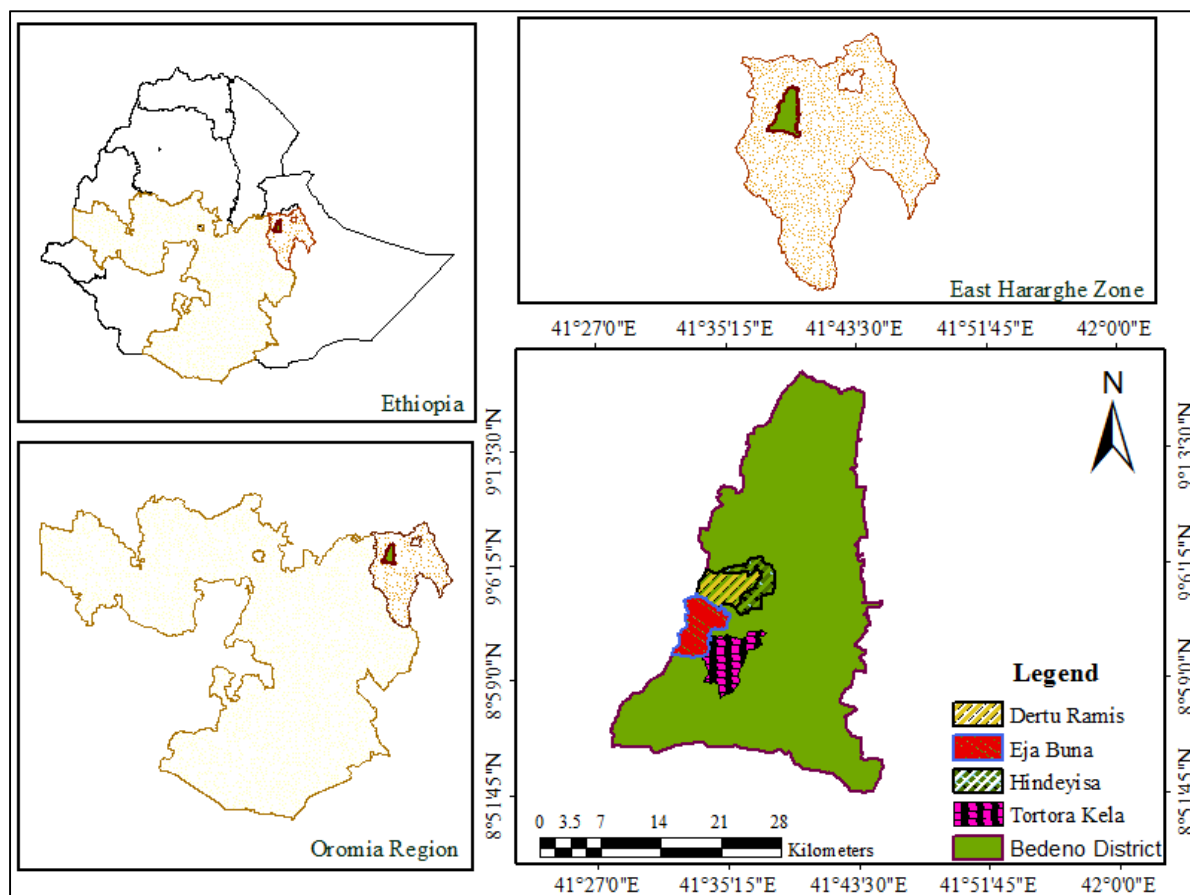 Ethiopia
East Hararghe Zone
Oromia Region
41°27'0"E 41°35'15"E 41°43'30"E 41°51'45"E 42°0'0"E
9°13'30"N
9°6'15"N
8°59'0"N
8°51'45"N
N
9°13'30"N
9°6'15"N
8°59'0"N
8°51'45"N
Legend
Dertu Ramis
Eja Buna
Hindeyisa
Tortora Kela
Bedeno District
0 3.5 7 14 21 28
Kilometers
41°27'0"E 41°35'15"E 41°43'30"E 41°51'45"E 42°0'0"E